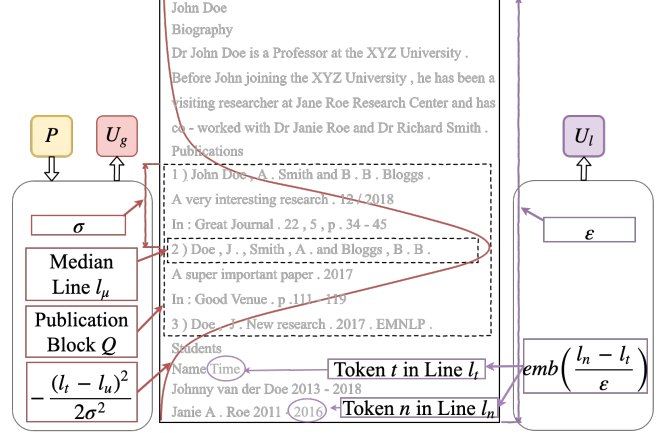 John Doe
Biography
Dr John Doe is a Professor at the XYZ University .
Before John joining the XYZ University , he has been a
visiting researcher at Jane Roe Research Center and has
co - worked with Dr Janie Roe and Dr Richard Smith .
Publications
1 ) John Doe , A . Smith and B . B . Bloggs .
A very interesting research . 12 / 2018
In : Great Journal . 22 , 5 , p . 34 - 45
2 ) Doe , J . , Smith , A . and Bloggs , B . B .
A super important paper . 2017
In : Good Venue . p .111 - 119
3 ) Doe , J . New research . 2017 . EMNLP .
Students
Name Time
Johnny van der Doe 2013 - 2018
Janie A . Roe 2011 - 2016
P
U_g
σ
Median
Line l_μ
Publication
Block Q
-(l_t - l_u)^2 / 2σ^2
Token t in Line l_t
Token n in Line l_n
U_l
ε
emb((l_n - l_t) / ε)